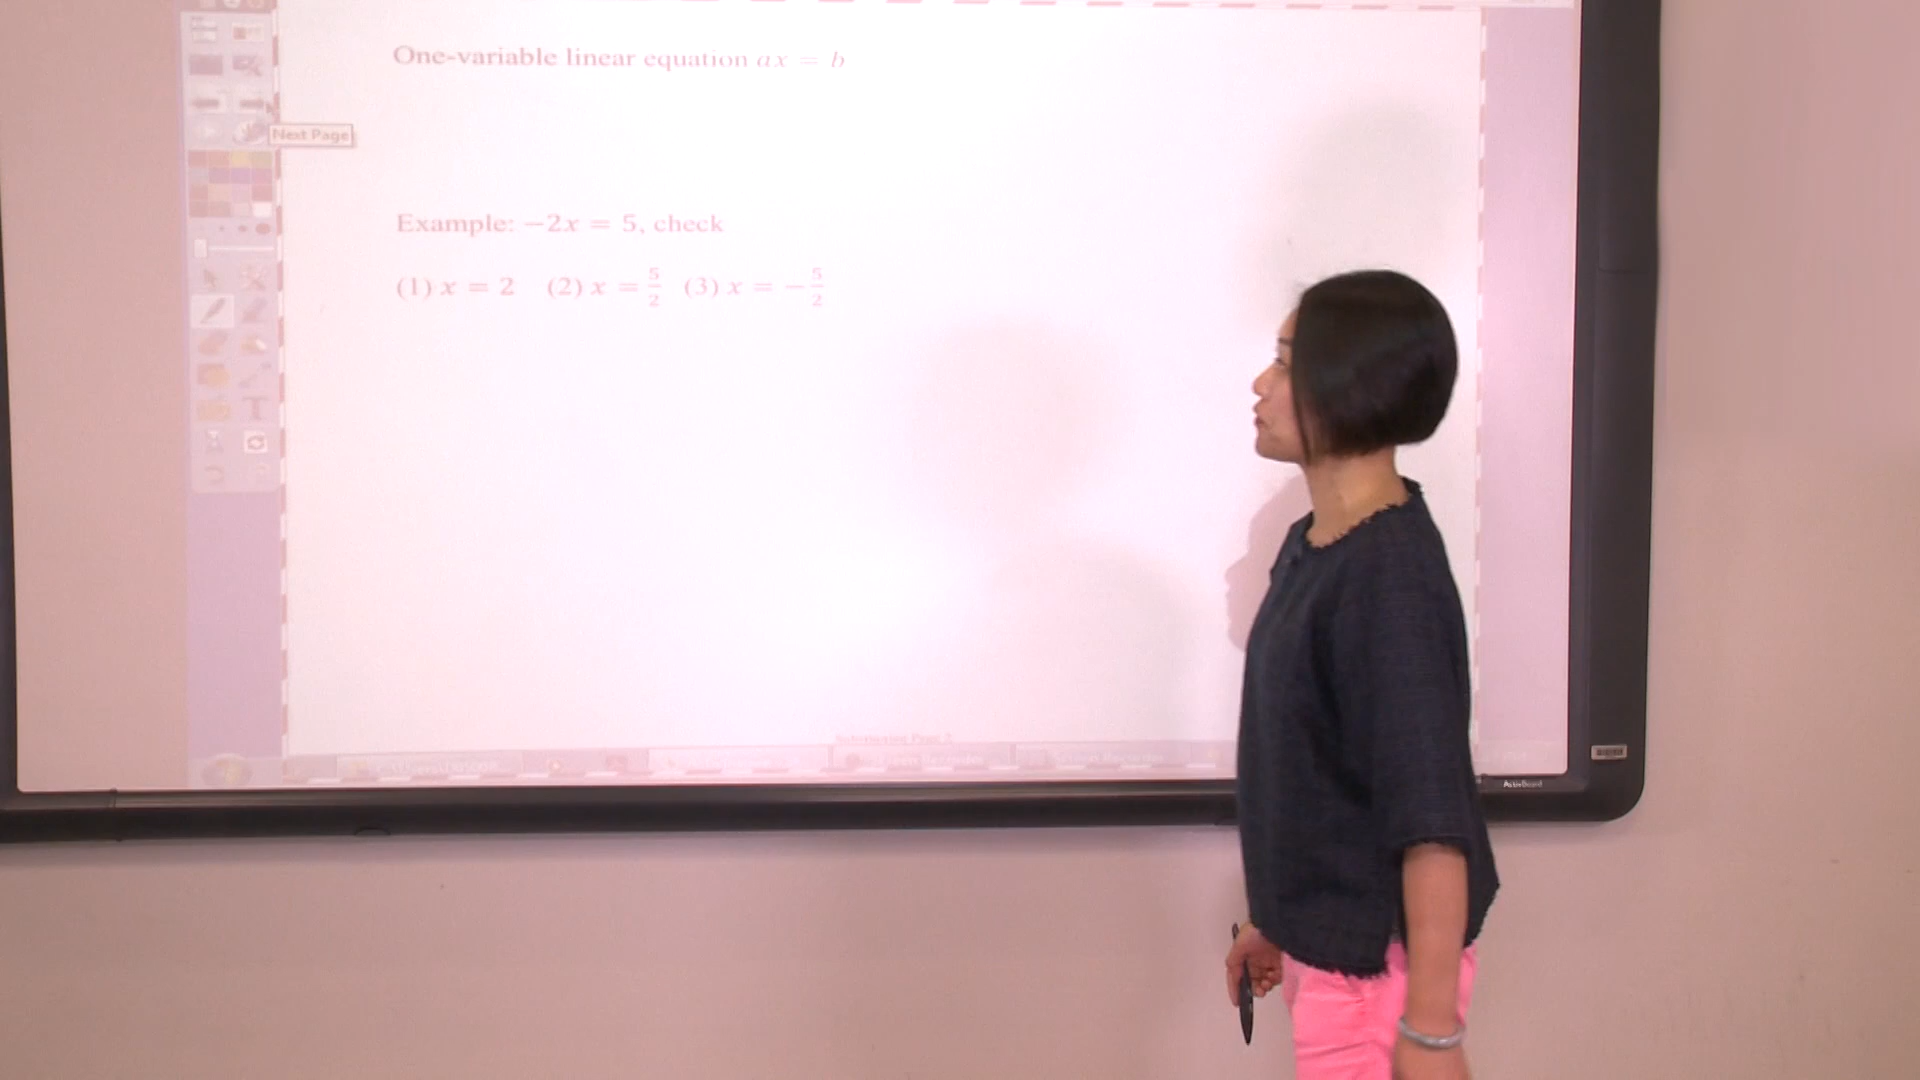 One-variable linear equation ax = b
Next Page
Example: −2x = 5, check
(1) x = 2 (2) x = 5/2 (3) x = −5/2
T
ActivBoard